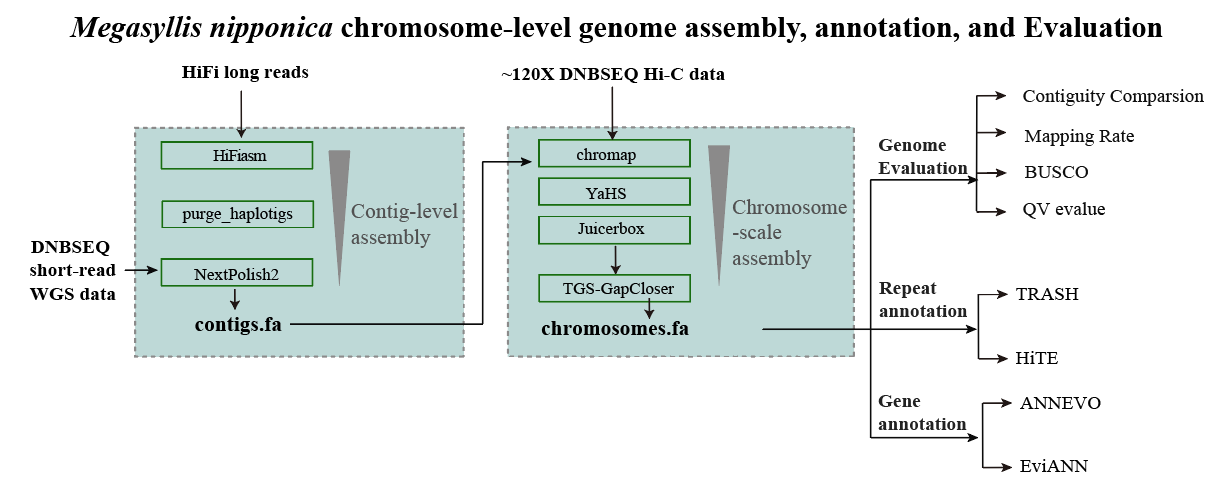 Megasyllis nipponica chromosome-level genome assembly, annotation, and Evaluation
HiFi long reads
HiFiasm
purge_haplotigs
DNBSEQ
short-read
WGS data
NextPolish2
contigs.fa
Contig-level
assembly
~120X DNBSEQ Hi-C data
chromap
YaHS
Juicerbox
TGS-GapCloser
chromosomes.fa
Chromosome
-scale
assembly
Genome
Evaluation
Contiguity Comparsion
Mapping Rate
BUSCO
QV evalue
Repeat
annotation
TRASH
HiTE
Gene
annotation
ANNEVO
EviANN